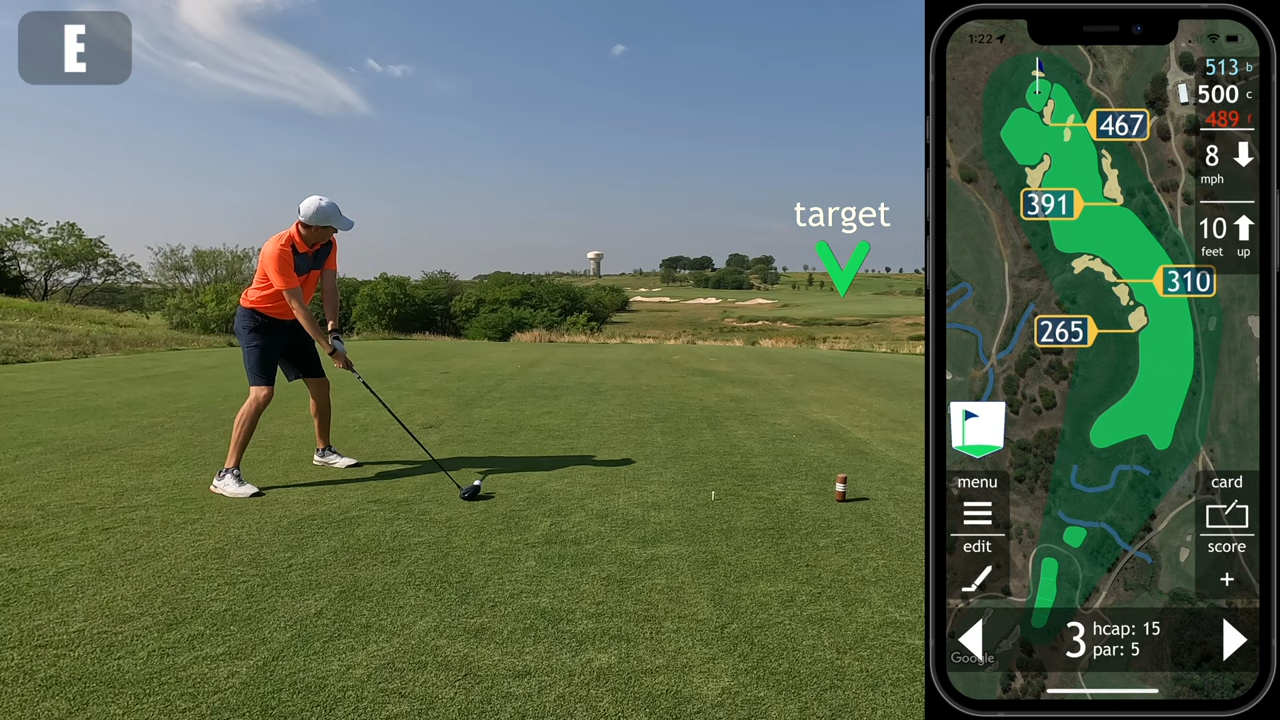 E
target
1:22
513 b
500 c
489 f
467
8
mph
391
10
feet up
310
265
menu
card
edit
score
+
3
hcap: 15
par: 5
Google